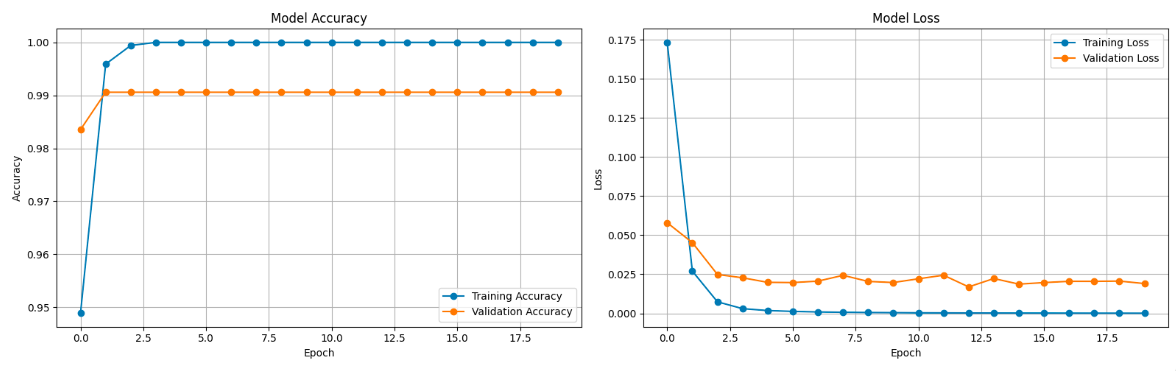 Model Accuracy
1.00
0.99
0.98
0.97
0.96
0.95
Accuracy
0.0 2.5 5.0 7.5 10.0 12.5 15.0 17.5
Epoch
Training Accuracy
Validation Accuracy
Model Loss
0.175
0.150
0.125
0.100
0.075
0.050
0.025
0.000
Loss
0.0 2.5 5.0 7.5 10.0 12.5 15.0 17.5
Epoch
Training Loss
Validation Loss